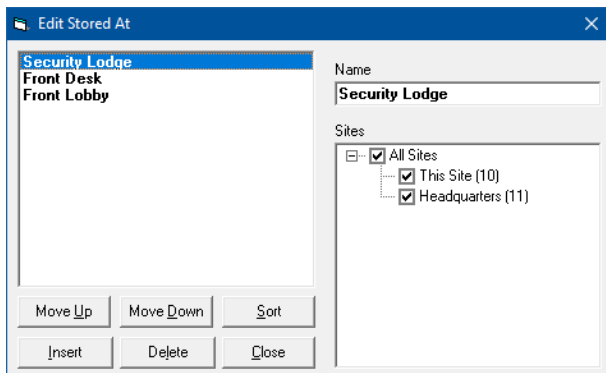 Edit Stored At
Security Lodge
Front Desk
Front Lobby
Name
Security Lodge
Sites
All Sites
This Site (10)
Headquarters (11)
Move Up
Move Down
Sort
Insert
Delete
Close